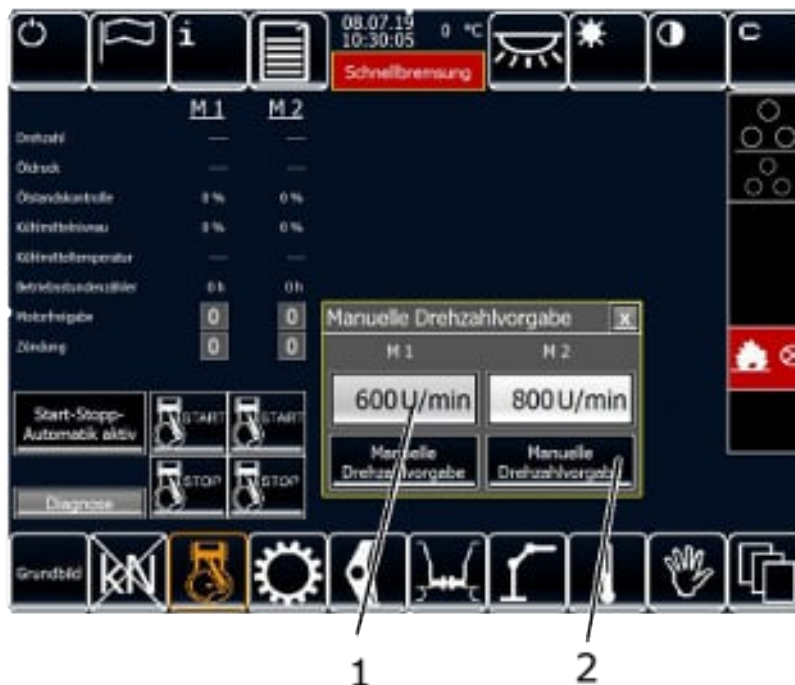 i
08.07.19
10:30:05
0 °C
Schnellbremsung
M 1 M 2
Drehzahl --- ---
Öldruck --- ---
Ölstandskontrolle 0 % 0 %
Kühlmittelniveau 0 % 0 %
Kühlmitteltemperatur --- ---
Betriebsstundenzähler 0 h 0 h
Motorfreigabe 0 0
Zündung 0 0
Manuelle Drehzahlvorgabe x
M 1 M 2
600 U/min 800 U/min
Manuelle Manuelle
Drehzahlvorgabe Drehzahlvorgabe
Start-Stopp-
Automatik aktiv
START START
STOP STOP
Diagnose
Grundbild kN
1 2